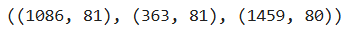 ((1086, 81), (363, 81), (1459, 80))